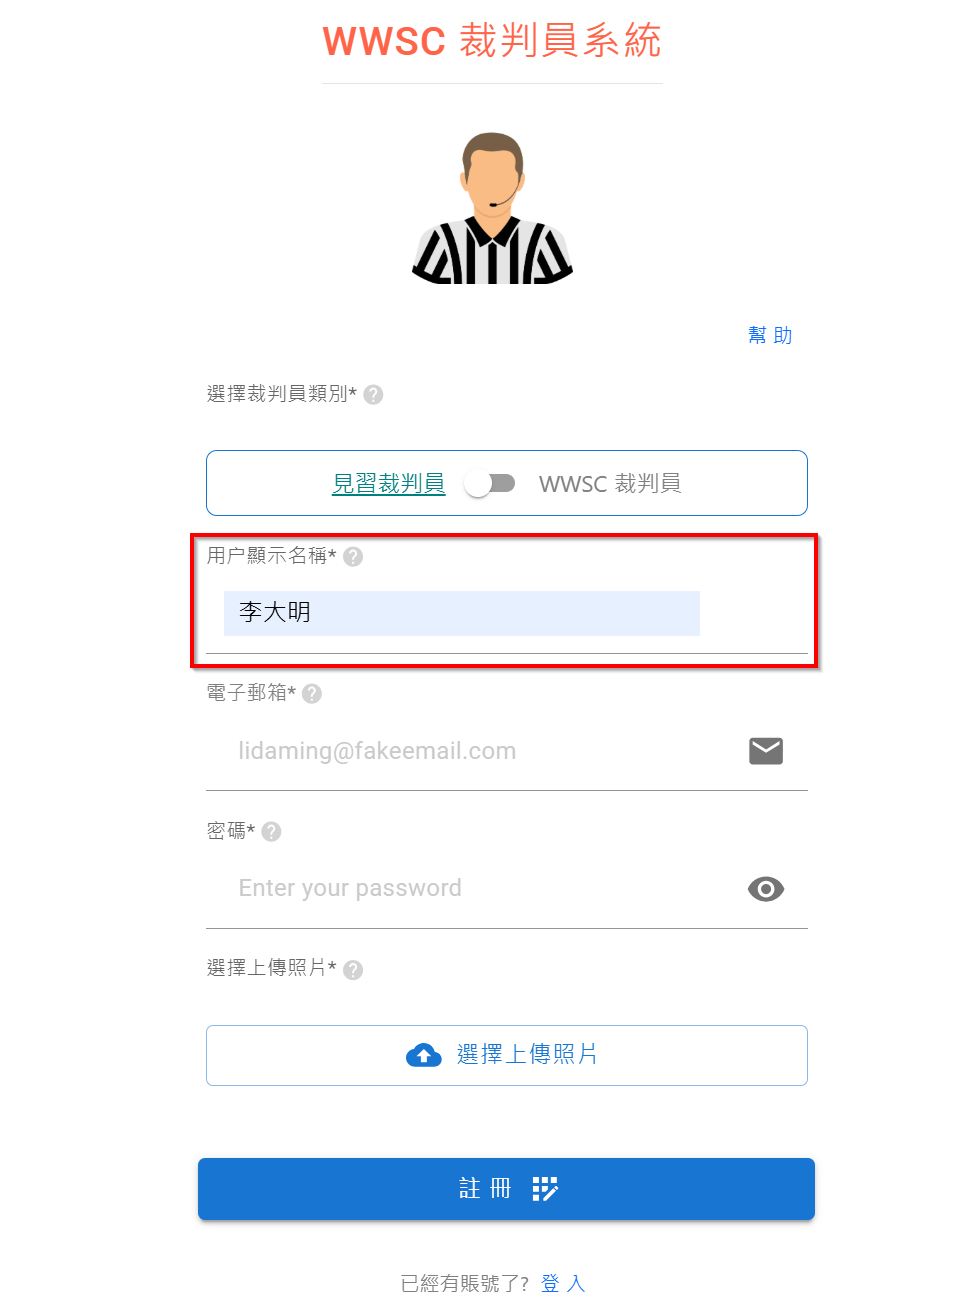 WWSC 裁判員系統
幫 助
選擇裁判員類別* ?
見習裁判員 WWSC 裁判員
用户顯示名稱* ?
李大明
電子郵箱* ?
lidaming@fakeemail.com
密碼* ?
Enter your password
選擇上傳照片* ?
選擇上傳照片
註 冊
已經有賬號了? 登 入